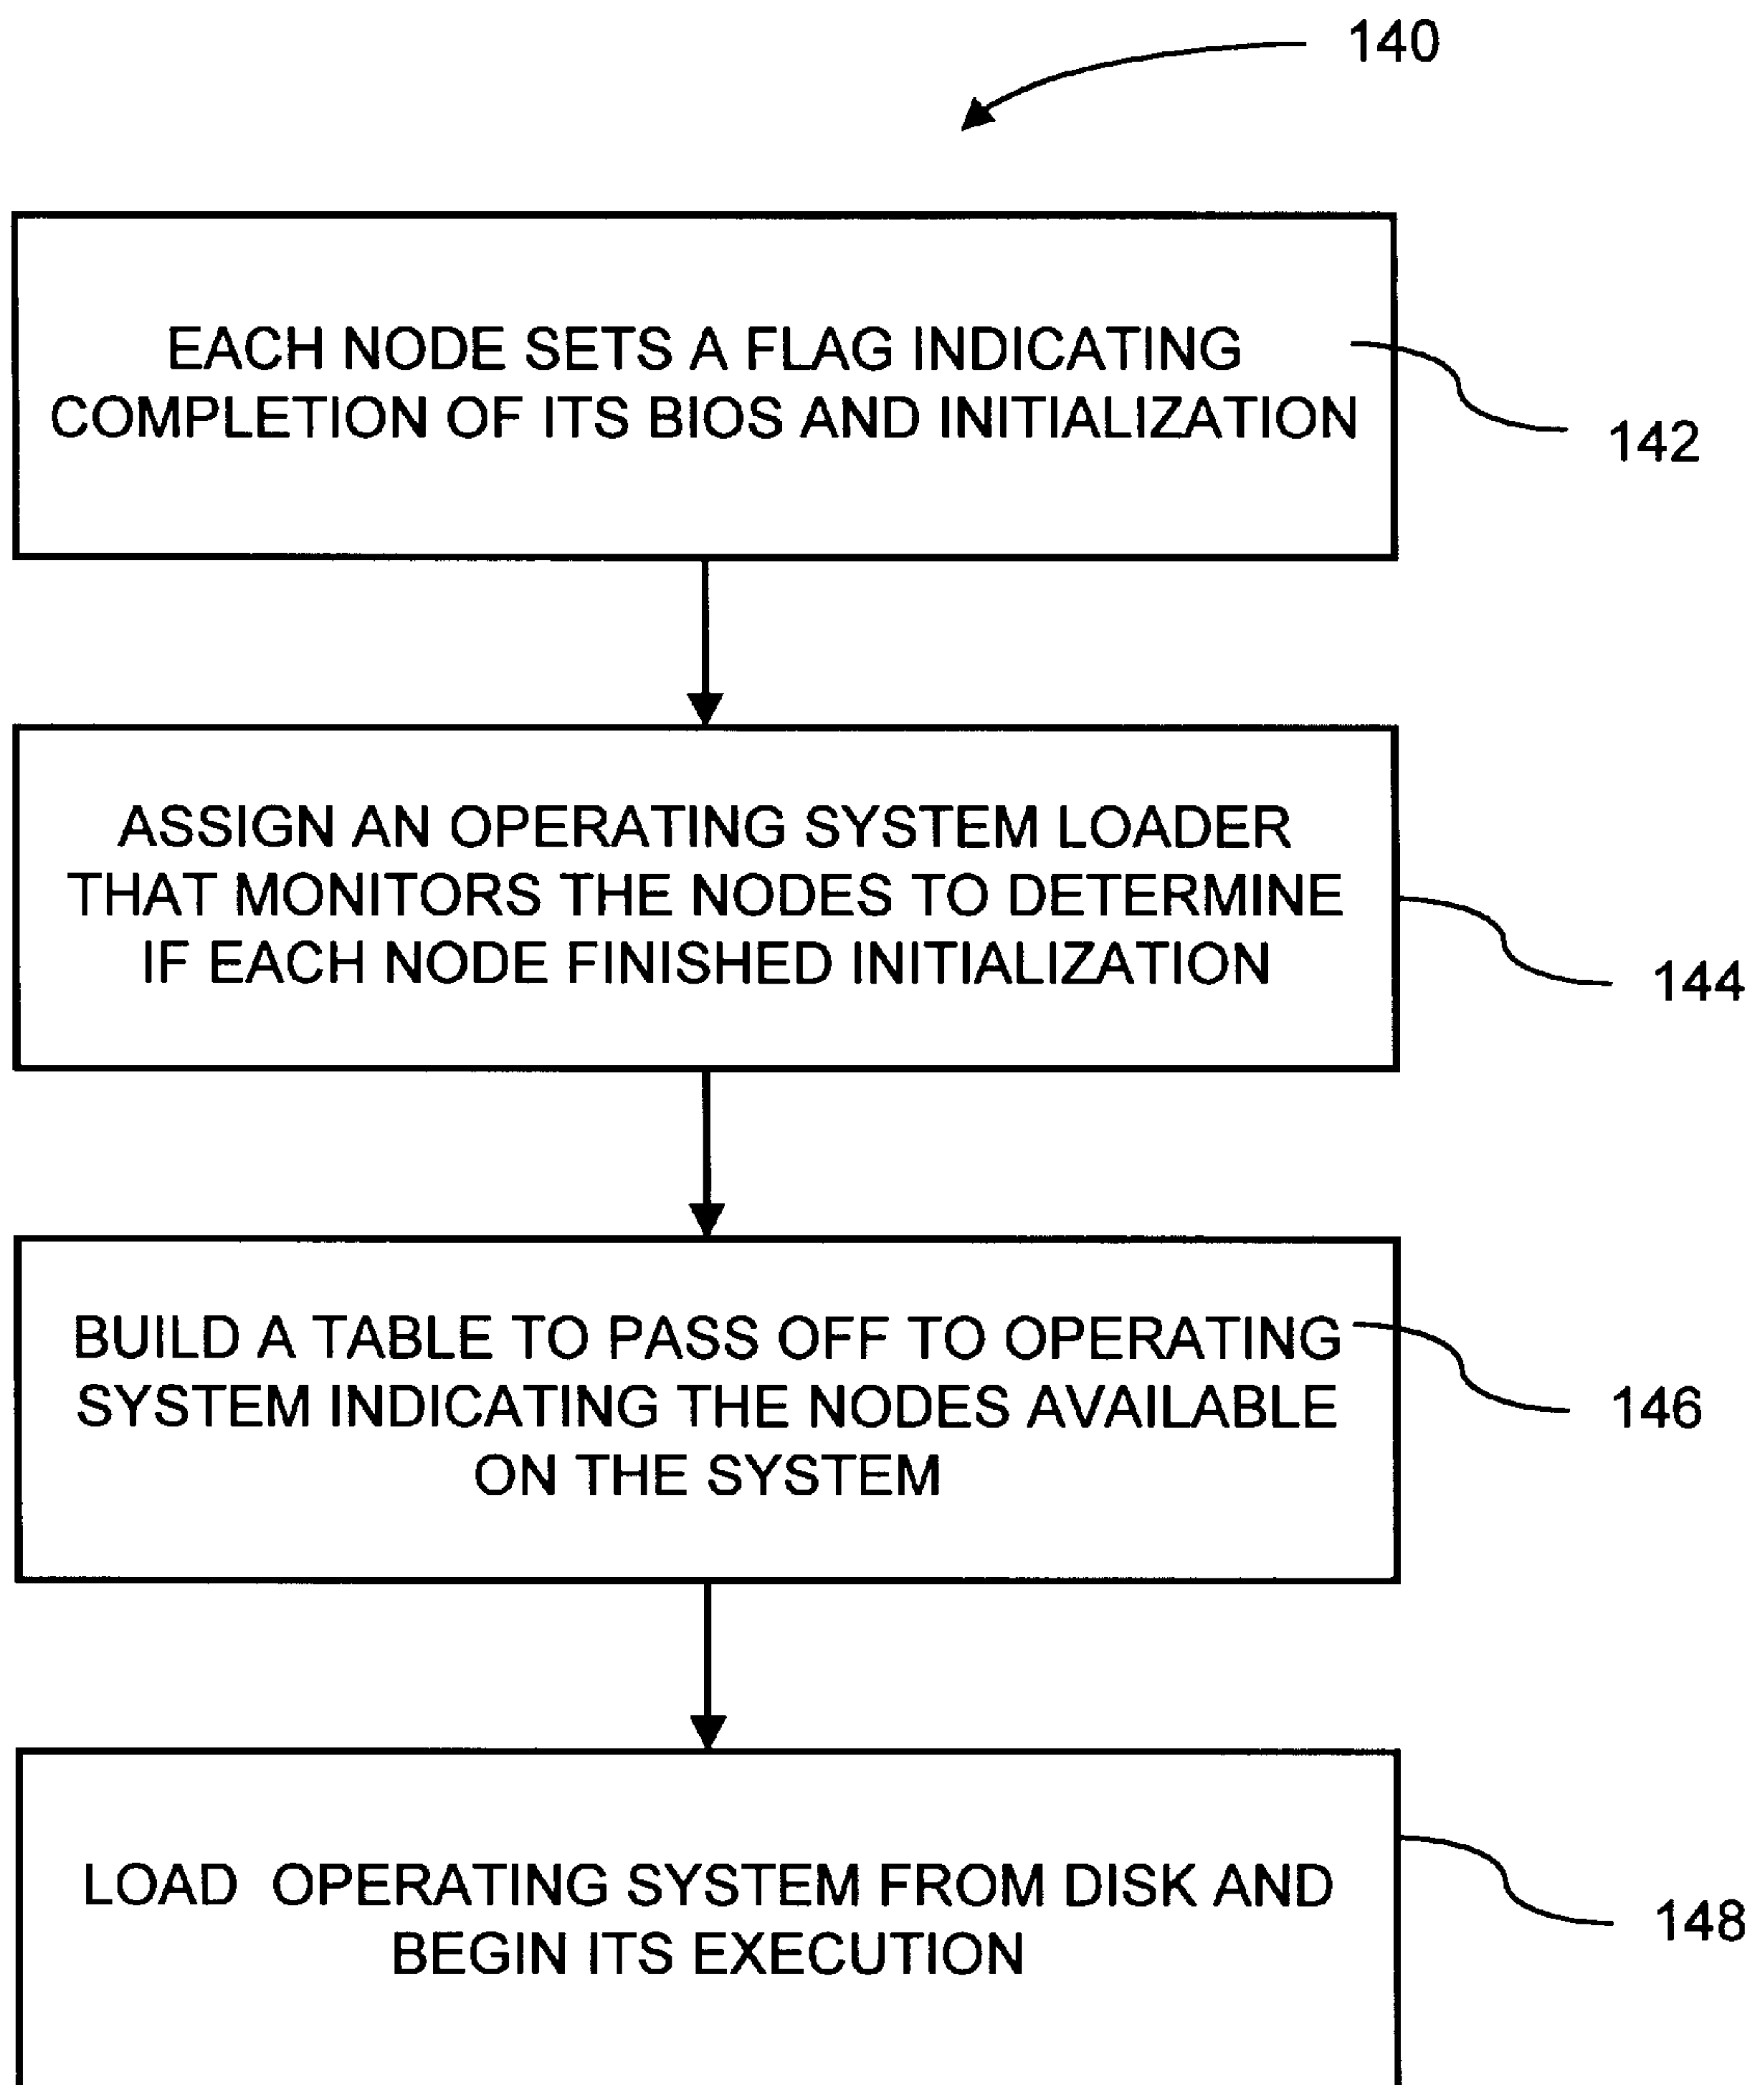 140
EACH NODE SETS A FLAG INDICATING
COMPLETION OF ITS BIOS AND INITIALIZATION
142
ASSIGN AN OPERATING SYSTEM LOADER
THAT MONITORS THE NODES TO DETERMINE
IF EACH NODE FINISHED INITIALIZATION
144
BUILD A TABLE TO PASS OFF TO OPERATING
SYSTEM INDICATING THE NODES AVAILABLE
ON THE SYSTEM
146
LOAD OPERATING SYSTEM FROM DISK AND
BEGIN ITS EXECUTION
148